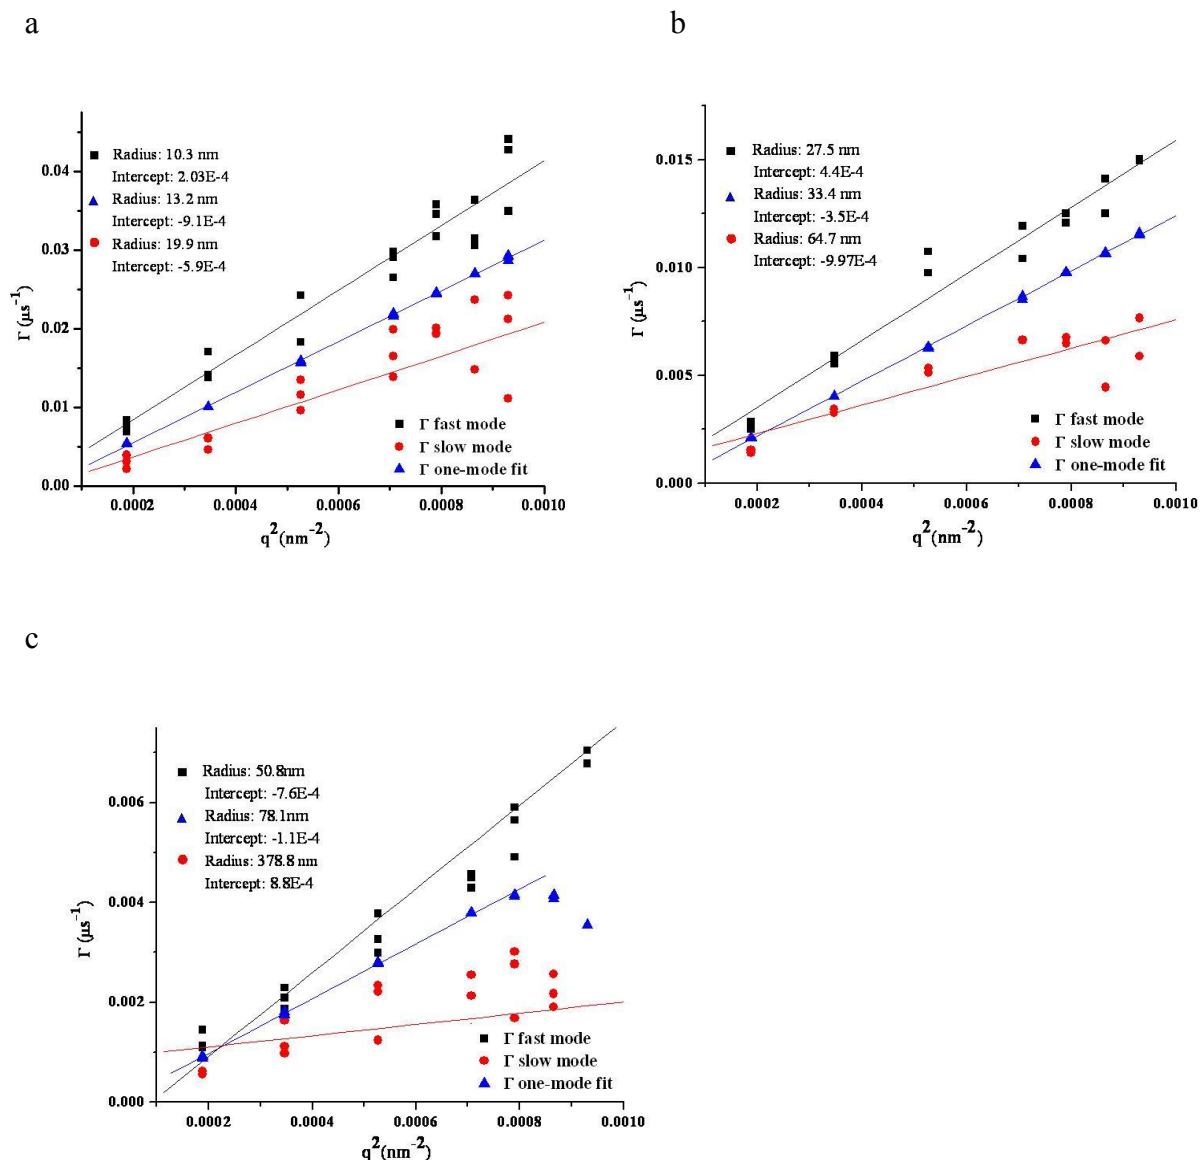 a
b
0.04
0.03
0.02
0.01
0.00
Γ (µs⁻¹)
Radius: 10.3 nm
Intercept: 2.03E-4
Radius: 13.2 nm
Intercept: -9.1E-4
Radius: 19.9 nm
Intercept: -5.9E-4
Γ fast mode
Γ slow mode
Γ one-mode fit
0.0002 0.0004 0.0006 0.0008 0.0010
q²(nm⁻²)
0.015
0.010
0.005
0.000
Γ (µs⁻¹)
Radius: 27.5 nm
Intercept: 4.4E-4
Radius: 33.4 nm
Intercept: -3.5E-4
Radius: 64.7 nm
Intercept: -9.97E-4
Γ fast mode
Γ slow mode
Γ one-mode fit
0.0002 0.0004 0.0006 0.0008 0.0010
q²(nm⁻²)
c
0.006
0.004
0.002
0.000
Γ (µs⁻¹)
Radius: 50.8nm
Intercept: -7.6E-4
Radius: 78.1nm
Intercept: -1.1E-4
Radius: 378.8 nm
Intercept: 8.8E-4
Γ fast mode
Γ slow mode
Γ one-mode fit
0.0002 0.0004 0.0006 0.0008 0.0010
q²(nm⁻²)